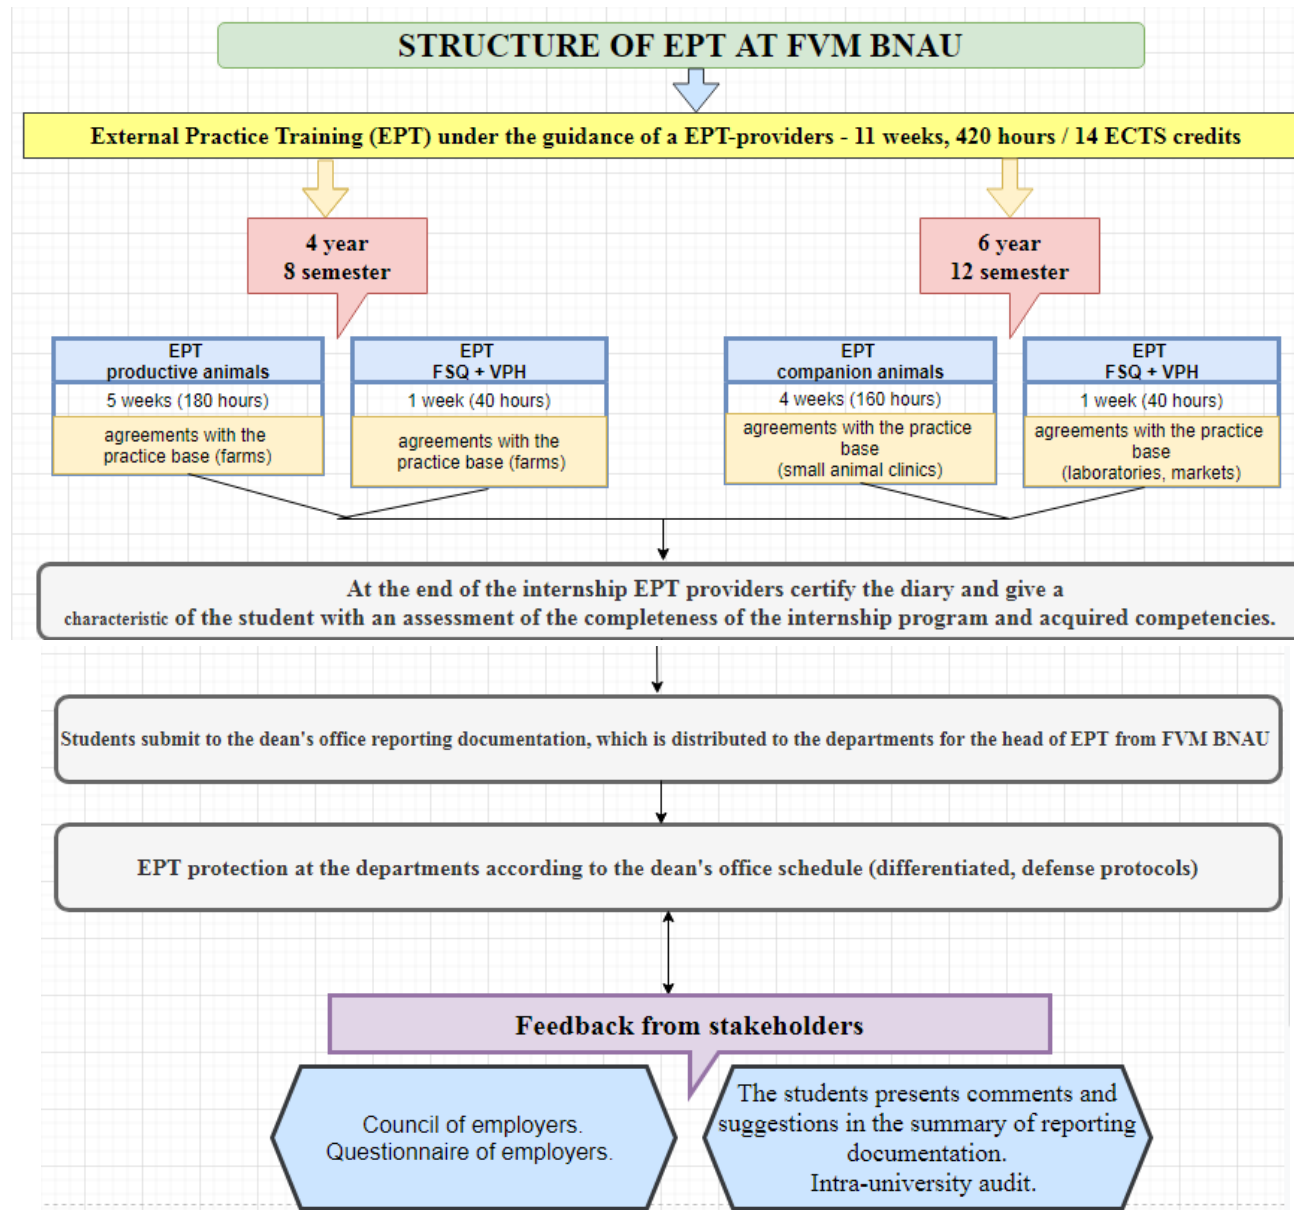 STRUCTURE OF EPT AT FVM BNAU
External Practice Training (EPT) under the guidance of a EPT-providers - 11 weeks, 420 hours / 14 ECTS credits
4 year
8 semester
6 year
12 semester
EPT
productive animals
5 weeks (180 hours)
agreements with the
practice base (farms)
EPT
FSQ + VPH
1 week (40 hours)
agreements with the
practice base (farms)
EPT
companion animals
4 weeks (160 hours)
agreements with the practice
base
(small animal clinics)
EPT
FSQ + VPH
1 week (40 hours)
agreements with the practice
base
(laboratories, markets)
At the end of the internship EPT providers certify the diary and give a
characteristic of the student with an assessment of the completeness of the internship program and acquired competencies.
Students submit to the dean's office reporting documentation, which is distributed to the departments for the head of EPT from FVM BNAU
EPT protection at the departments according to the dean's office schedule (differentiated, defense protocols)
Feedback from stakeholders
Council of employers.
Questionnaire of employers.
The students presents comments and
suggestions in the summary of reporting
documentation.
Intra-university audit.